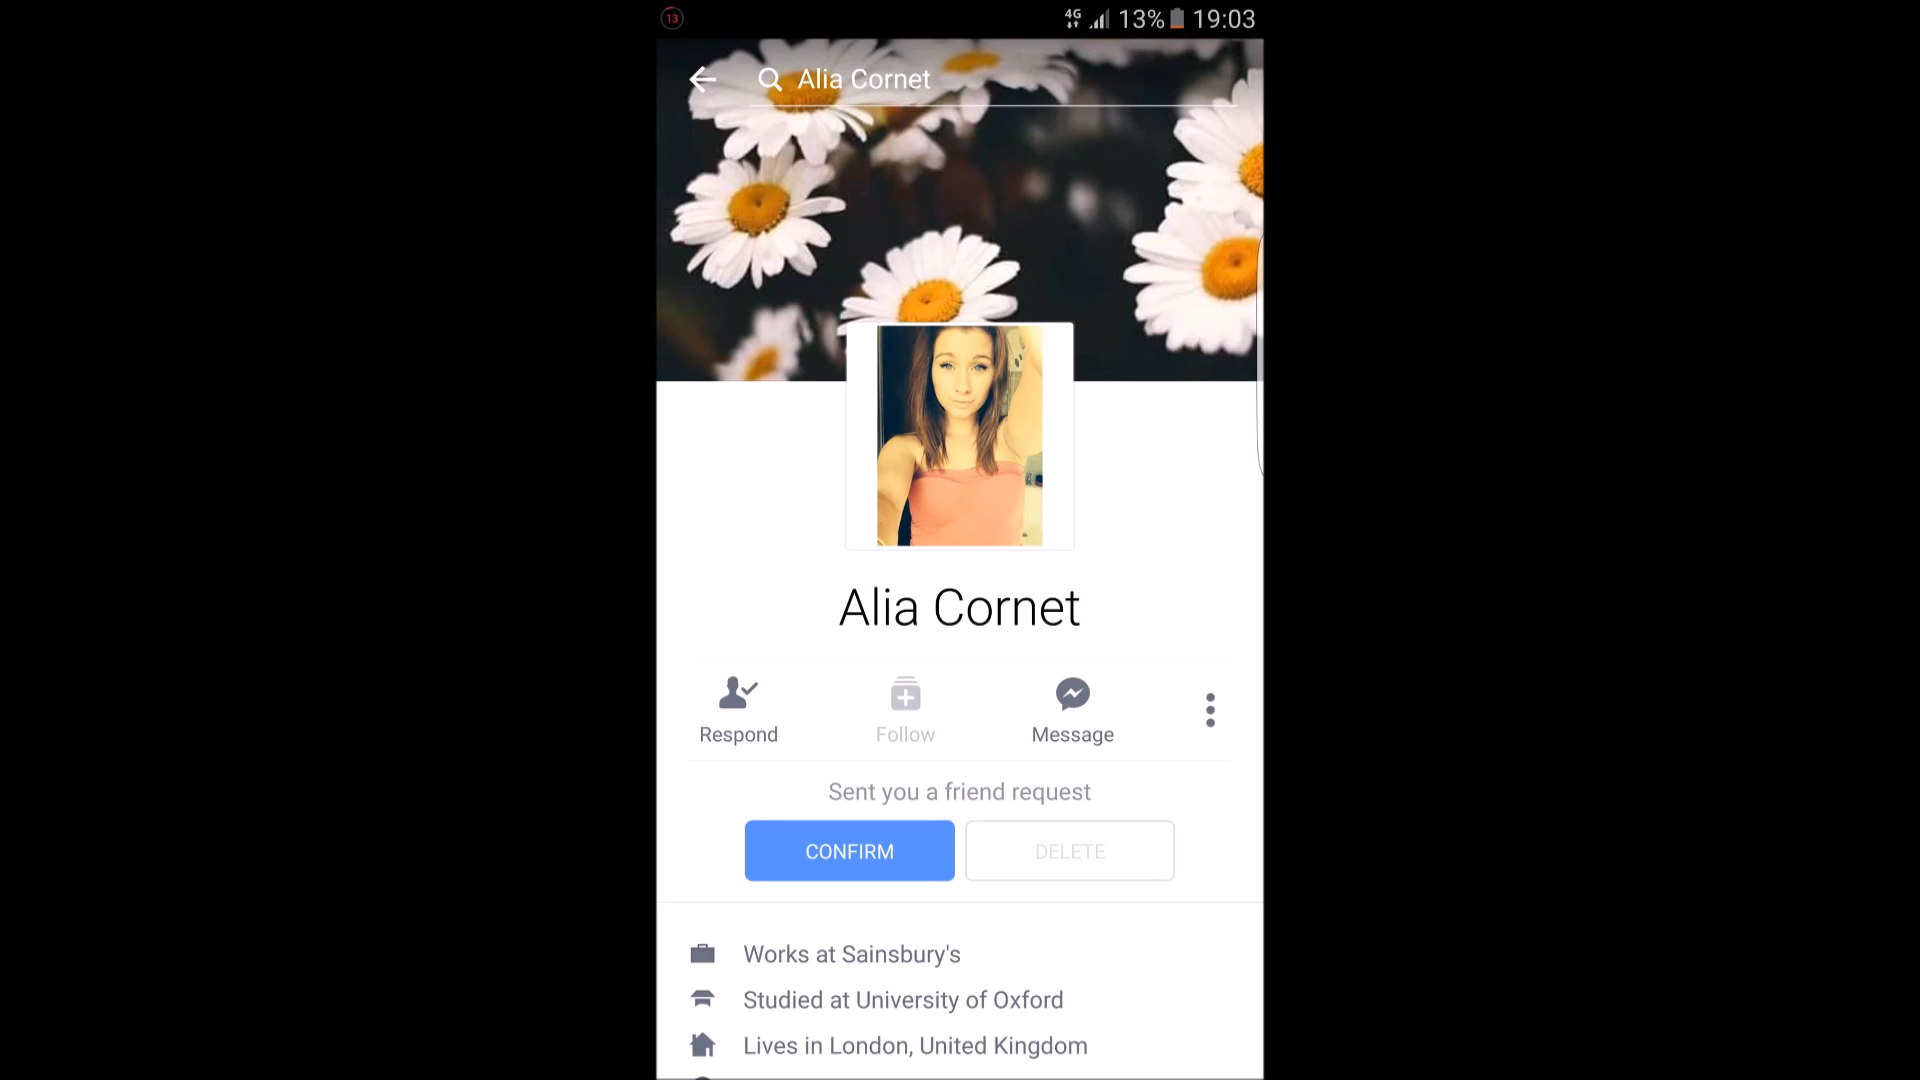 13
4G 13% 19:03
Alia Cornet
Alia Cornet
Respond
Follow
Message
Sent you a friend request
CONFIRM
DELETE
Works at Sainsbury's
Studied at University of Oxford
Lives in London, United Kingdom